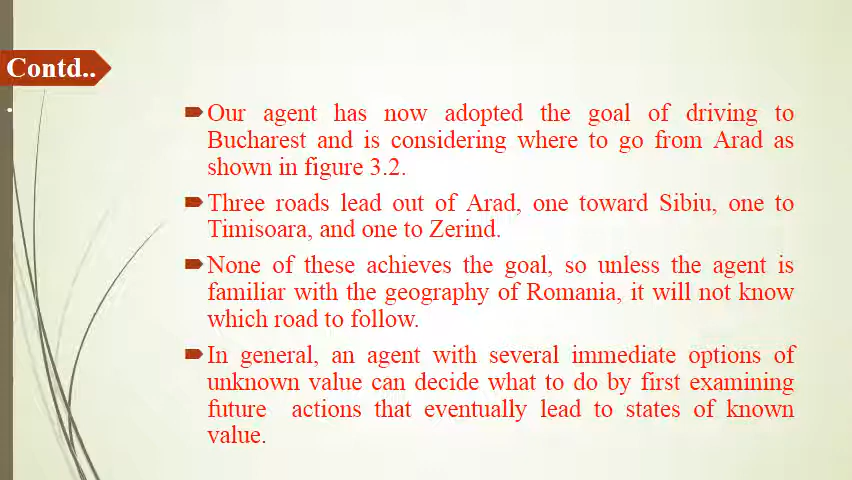 Contd..
Our agent has now adopted the goal of driving to
Bucharest and is considering where to go from Arad as
shown in figure 3.2.
Three roads lead out of Arad, one toward Sibiu, one to
Timisoara, and one to Zerind.
None of these achieves the goal, so unless the agent is
familiar with the geography of Romania, it will not know
which road to follow.
In general, an agent with several immediate options of
unknown value can decide what to do by first examining
future actions that eventually lead to states of known
value.